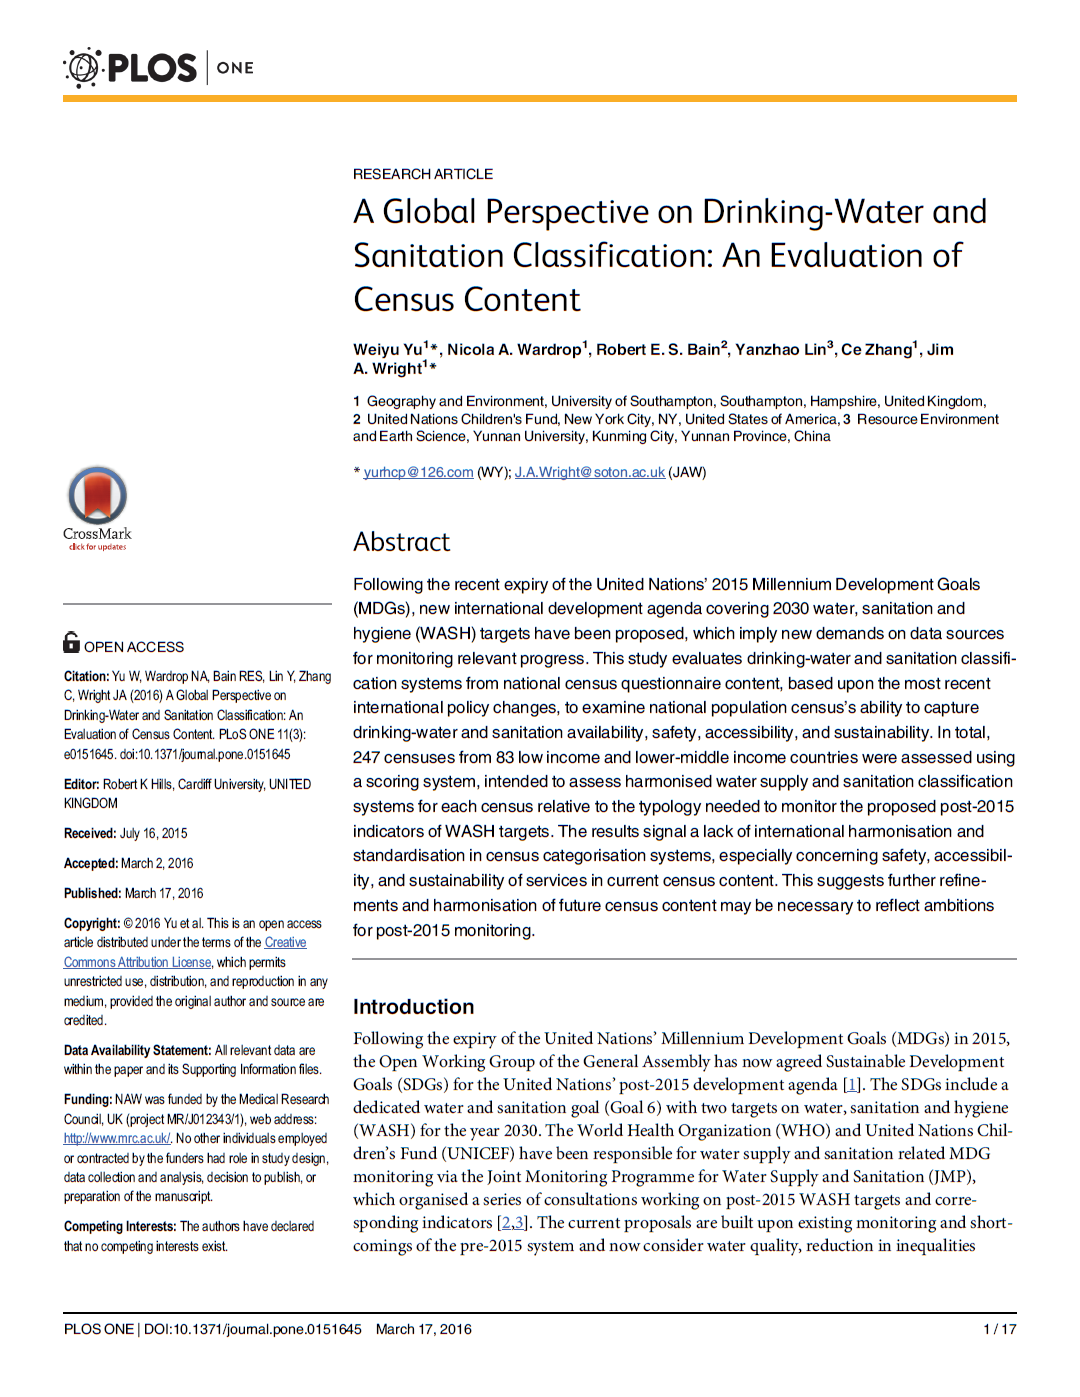 PLOS ONE
RESEARCH ARTICLE
A Global Perspective on Drinking-Water and
Sanitation Classification: An Evaluation of
Census Content
Weiyu Yu1*, Nicola A. Wardrop1, Robert E. S. Bain2, Yanzhao Lin3, Ce Zhang1, Jim
A. Wright1*
1 Geography and Environment, University of Southampton, Southampton, Hampshire, United Kingdom,
2 United Nations Children's Fund, New York City, NY, United States of America, 3 Resource Environment
and Earth Science, Yunnan University, Kunming City, Yunnan Province, China
* yurhcp@126.com (WY); J.A.Wright@soton.ac.uk (JAW)
CrossMark
click for updates
OPEN ACCESS
Citation: Yu W, Wardrop NA, Bain RES, Lin Y, Zhang
C, Wright JA (2016) A Global Perspective on
Drinking-Water and Sanitation Classification: An
Evaluation of Census Content. PLoS ONE 11(3):
e0151645. doi:10.1371/journal.pone.0151645
Editor: Robert K Hills, Cardiff University, UNITED
KINGDOM
Received: July 16, 2015
Accepted: March 2, 2016
Published: March 17, 2016
Copyright: © 2016 Yu et al. This is an open access
article distributed under the terms of the Creative
Commons Attribution License, which permits
unrestricted use, distribution, and reproduction in any
medium, provided the original author and source are
credited.
Data Availability Statement: All relevant data are
within the paper and its Supporting Information files.
Funding: NAW was funded by the Medical Research
Council, UK (project MR/J012343/1), web address:
http://www.mrc.ac.uk/. No other individuals employed
or contracted by the funders had role in study design,
data collection and analysis, decision to publish, or
preparation of the manuscript.
Competing Interests: The authors have declared
that no competing interests exist.
Abstract
Following the recent expiry of the United Nations' 2015 Millennium Development Goals
(MDGs), new international development agenda covering 2030 water, sanitation and
hygiene (WASH) targets have been proposed, which imply new demands on data sources
for monitoring relevant progress. This study evaluates drinking-water and sanitation classifi-
cation systems from national census questionnaire content, based upon the most recent
international policy changes, to examine national population census's ability to capture
drinking-water and sanitation availability, safety, accessibility, and sustainability. In total,
247 censuses from 83 low income and lower-middle income countries were assessed using
a scoring system, intended to assess harmonised water supply and sanitation classification
systems for each census relative to the typology needed to monitor the proposed post-2015
indicators of WASH targets. The results signal a lack of international harmonisation and
standardisation in census categorisation systems, especially concerning safety, accessibil-
ity, and sustainability of services in current census content. This suggests further refine-
ments and harmonisation of future census content may be necessary to reflect ambitions
for post-2015 monitoring.
Introduction
Following the expiry of the United Nations' Millennium Development Goals (MDGs) in 2015,
the Open Working Group of the General Assembly has now agreed Sustainable Development
Goals (SDGs) for the United Nations' post-2015 development agenda [1]. The SDGs include a
dedicated water and sanitation goal (Goal 6) with two targets on water, sanitation and hygiene
(WASH) for the year 2030. The World Health Organization (WHO) and United Nations Chil-
dren's Fund (UNICEF) have been responsible for water supply and sanitation related MDG
monitoring via the Joint Monitoring Programme for Water Supply and Sanitation (JMP),
which organised a series of consultations working on post-2015 WASH targets and corre-
sponding indicators [2,3]. The current proposals are built upon existing monitoring and short-
comings of the pre-2015 system and now consider water quality, reduction in inequalities
PLOS ONE | DOI:10.1371/journal.pone.0151645 March 17, 2016
1 / 17